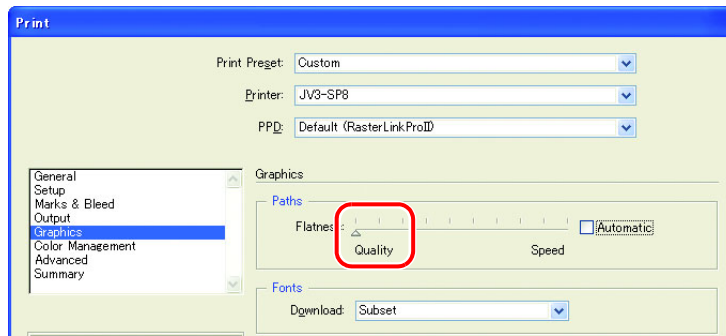 Print
Print Preset: Custom
Printer: JV3-SP8
PPD: Default (RasterLinkProII)
General
Setup
Marks & Bleed
Output
Graphics
Color Management
Advanced
Summary
Graphics
Paths
Flatness: Automatic
Quality Speed
Fonts
Download: Subset